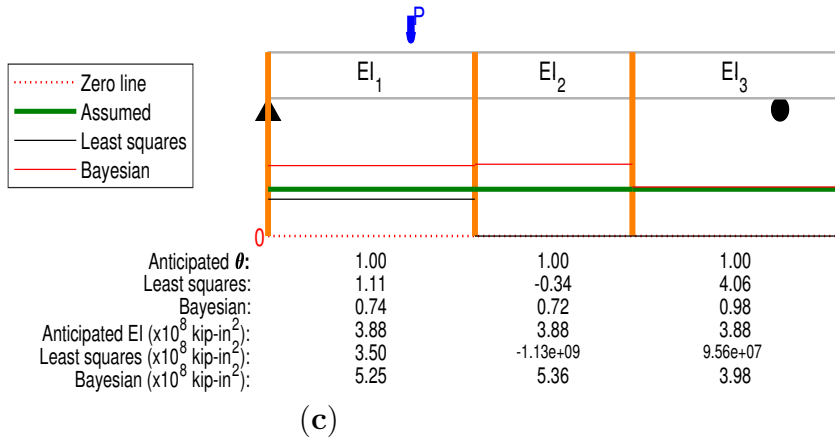 P
EI1 EI2 EI3
Zero line
Assumed
Least squares
Bayesian
0
Anticipated θ: 1.00 1.00 1.00
Least squares: 1.11 -0.34 4.06
Bayesian: 0.74 0.72 0.98
Anticipated EI (x10^8 kip-in^2): 3.88 3.88 3.88
Least squares (x10^8 kip-in^2): 3.50 -1.13e+09 9.56e+07
Bayesian (x10^8 kip-in^2): 5.25 5.36 3.98
(c)